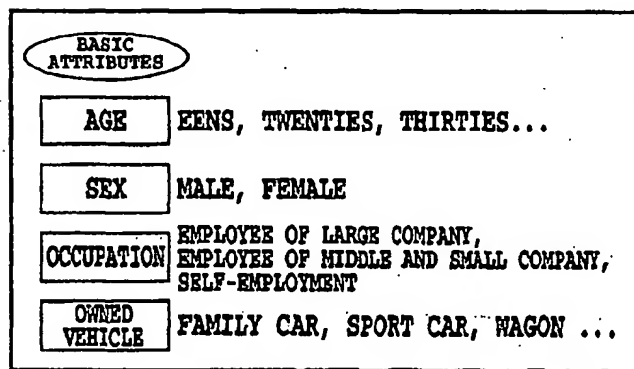 BASIC
ATTRIBUTES
AGE EENS, TWENTIES, THIRTIES...
SEX MALE, FEMALE
OCCUPATION EMPLOYEE OF LARGE COMPANY,
EMPLOYEE OF MIDDLE AND SMALL COMPANY,
SELF-EMPLOYMENT
OWNED
VEHICLE FAMILY CAR, SPORT CAR, WAGON ...